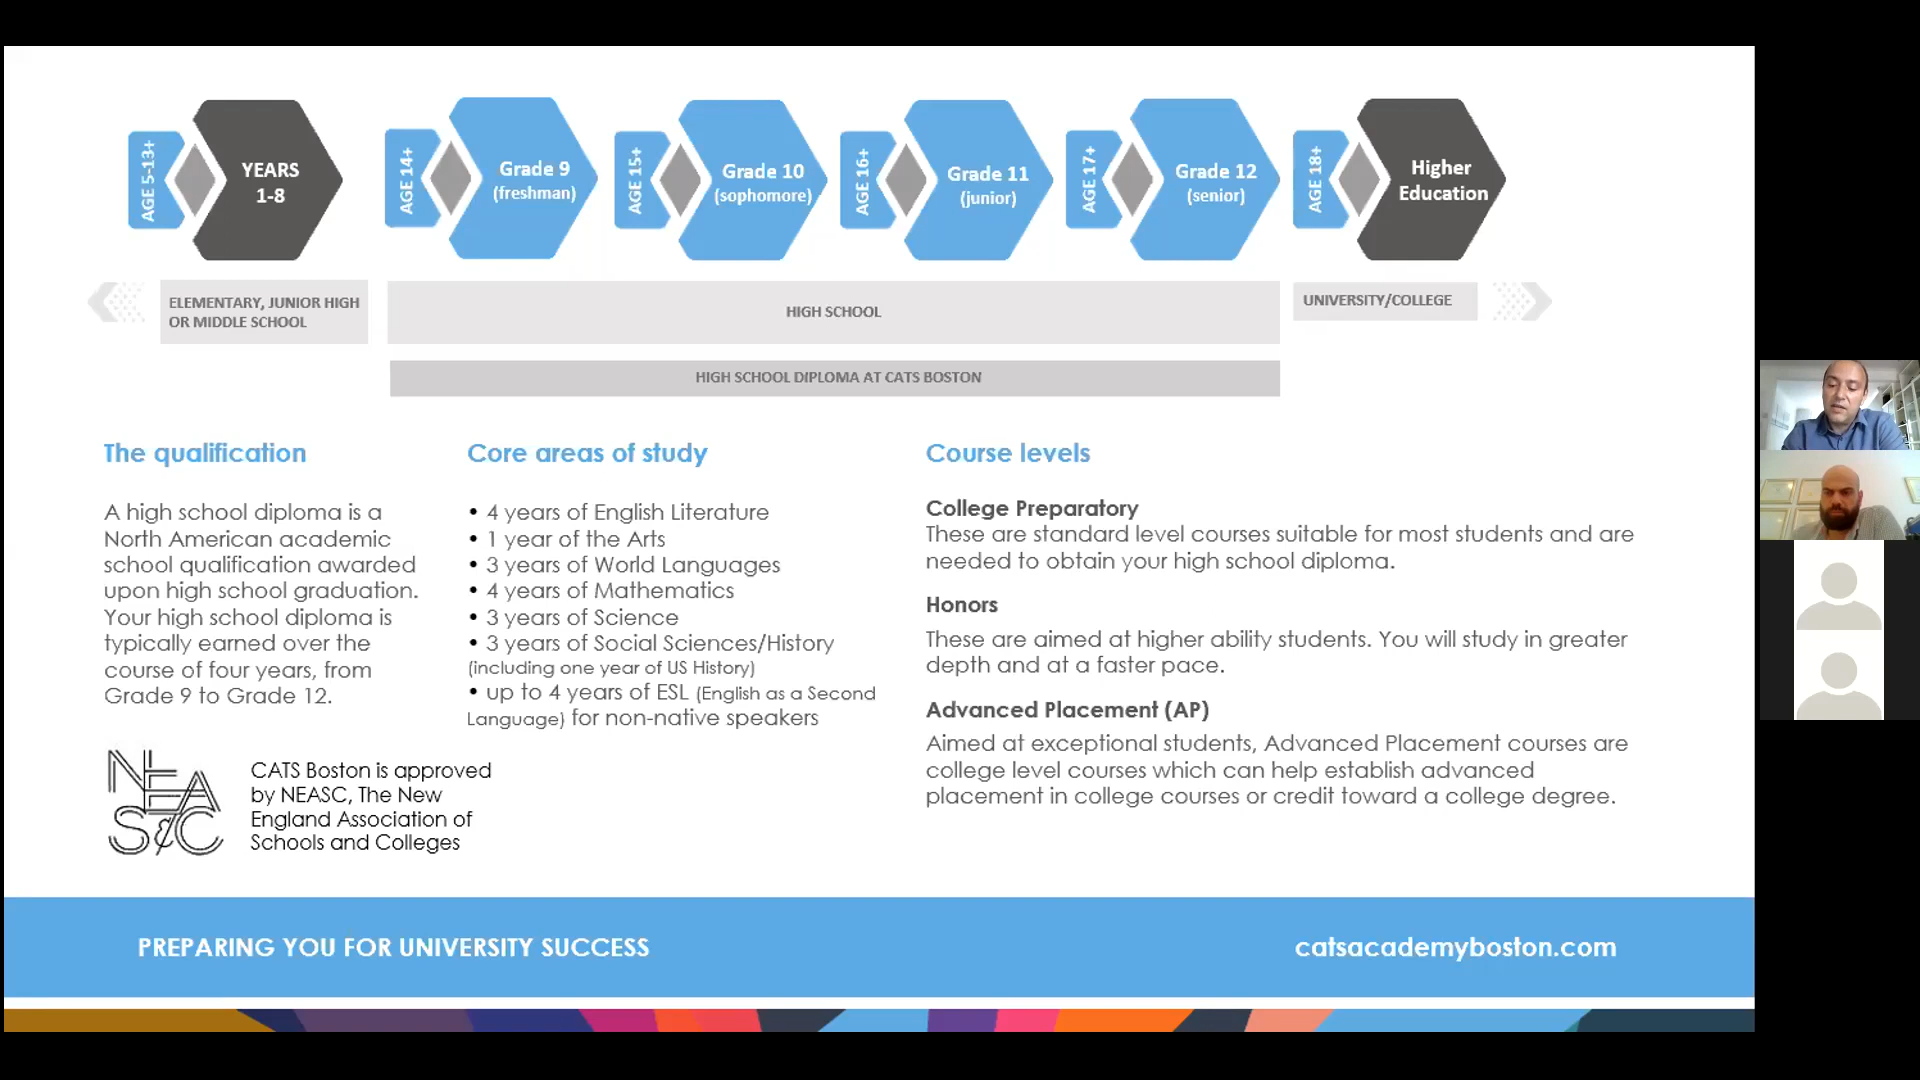 AGE 5-13+
YEARS
1-8
AGE 14+
Grade 9
(freshman)
AGE 15+
Grade 10
(sophomore)
AGE 16+
Grade 11
(junior)
AGE 17+
Grade 12
(senior)
AGE 18+
Higher
Education
ELEMENTARY, JUNIOR HIGH
OR MIDDLE SCHOOL
HIGH SCHOOL
UNIVERSITY/COLLEGE
HIGH SCHOOL DIPLOMA AT CATS BOSTON
The qualification
A high school diploma is a
North American academic
school qualification awarded
upon high school graduation.
Your high school diploma is
typically earned over the
course of four years, from
Grade 9 to Grade 12.
NEAS&C
CATS Boston is approved
by NEASC, The New
England Association of
Schools and Colleges
Core areas of study
• 4 years of English Literature
• 1 year of the Arts
• 3 years of World Languages
• 4 years of Mathematics
• 3 years of Science
• 3 years of Social Sciences/History
(including one year of US History)
• up to 4 years of ESL (English as a Second
Language) for non-native speakers
Course levels
College Preparatory
These are standard level courses suitable for most students and are
needed to obtain your high school diploma.
Honors
These are aimed at higher ability students. You will study in greater
depth and at a faster pace.
Advanced Placement (AP)
Aimed at exceptional students, Advanced Placement courses are
college level courses which can help establish advanced
placement in college courses or credit toward a college degree.
PREPARING YOU FOR UNIVERSITY SUCCESS
catsacademyboston.com